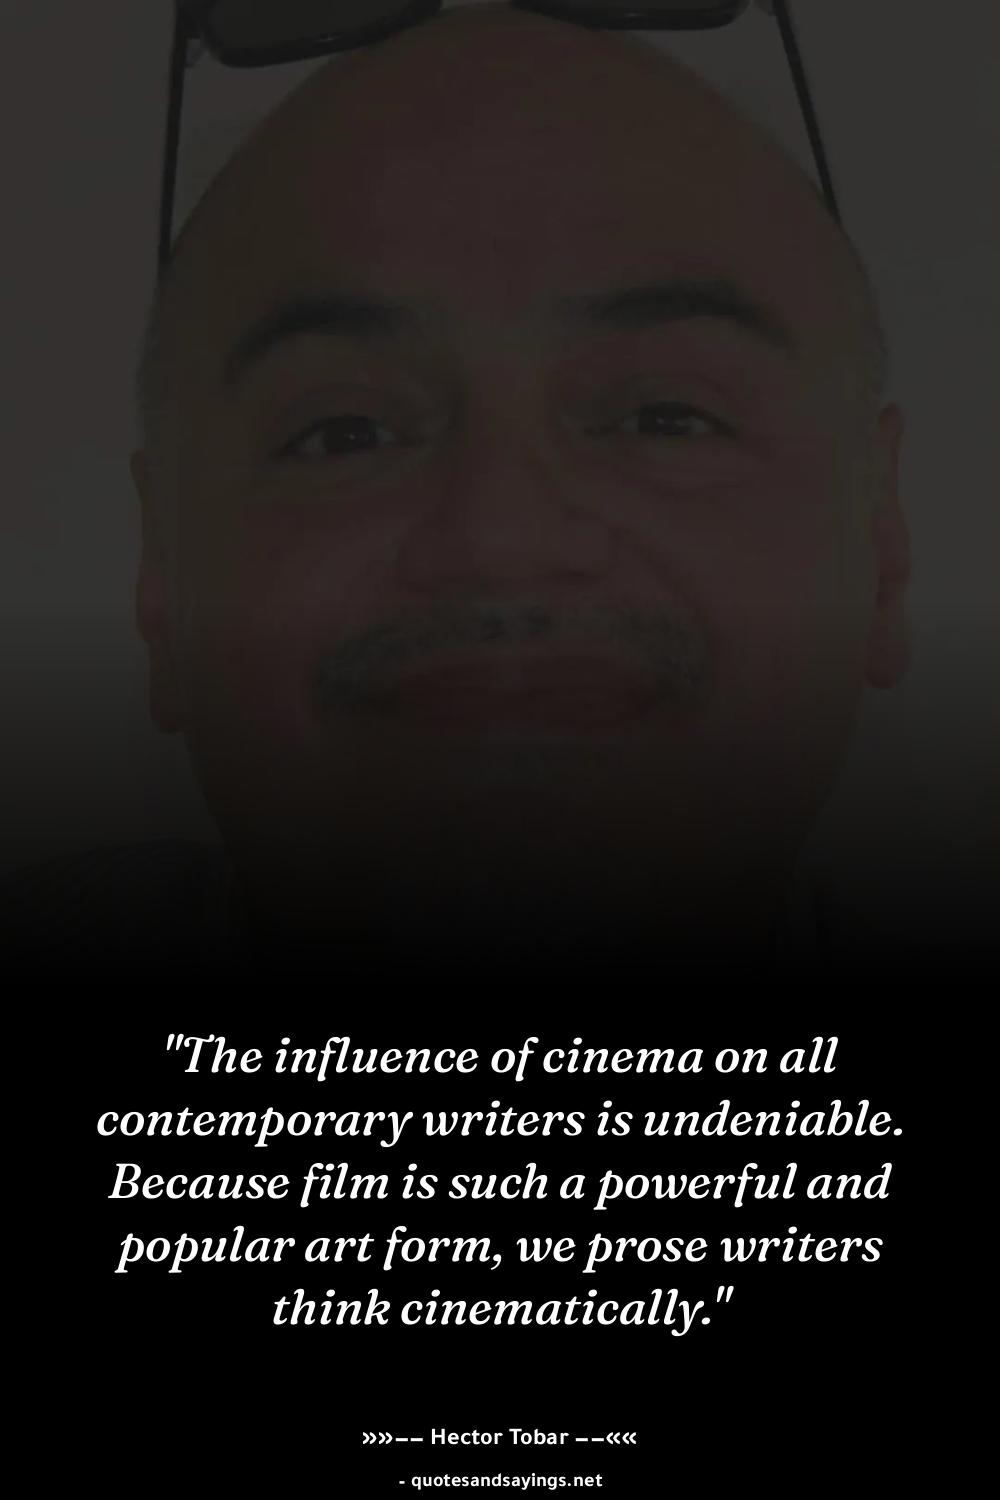 "The influence of cinema on all
contemporary writers is undeniable.
Because film is such a powerful and
popular art form, we prose writers
think cinematically."
»»−− Hector Tobar −−««
- quotesandsayings.net